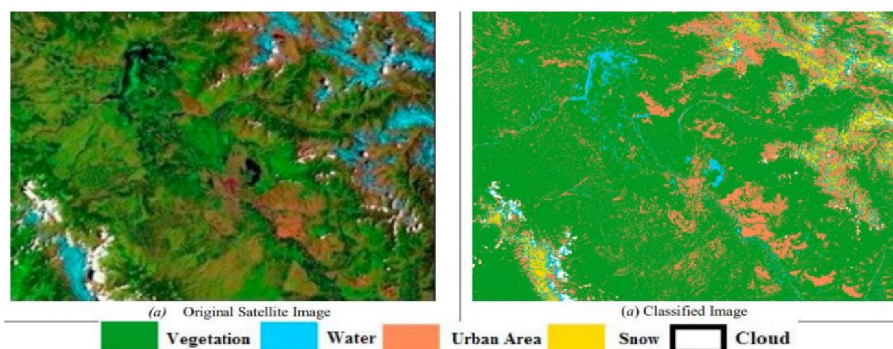 (a) Original Satellite Image
(a) Classified Image
Vegetation Water Urban Area Snow Cloud